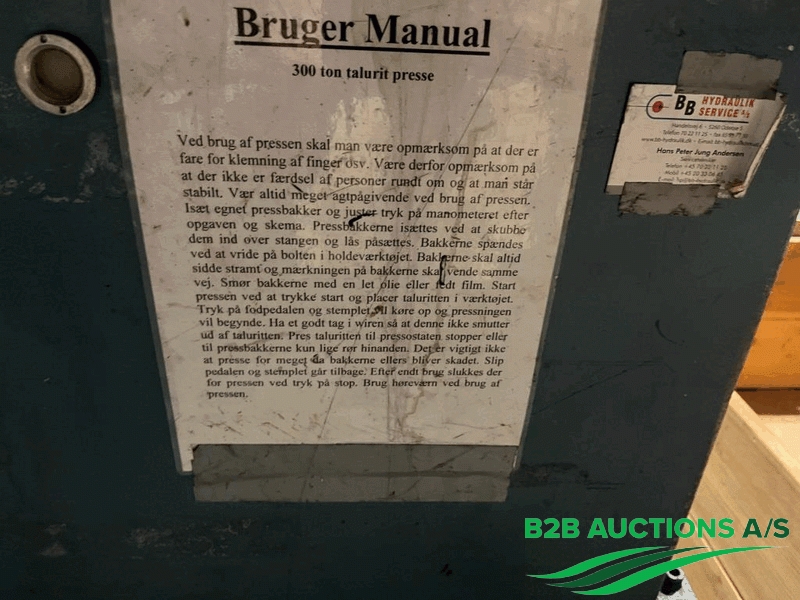 Bruger Manual
300 ton talurit presse
Ved brug af pressen skal man være opmærksom på at der er
fare for klemning af finger osv. Være derfor opmærksom på
at der ikke er færdsel af personer rundt om og at man står
stabilt. Vær altid meget agtpågivende ved brug af pressen.
Isæt egnet pressbakker og juster tryk på manometeret efter
opgaven og skema. Pressbakkerne isættes ved at skubbe
dem ind over stangen og lås påsættes. Bakkerne spændes
ved at vride på bolten i holdeværktøjet. Bakkerne skal altid
sidde stramt og mærkningen på bakkerne skal vende samme
vej. Smør bakkerne med en let olie eller fedt film. Start
pressen ved at trykke start og placer taluritten i værktøjet.
Tryk på fodpedalen og stemplet vil køre op og pressningen
vil begynde. Ha et godt tag i wiren så at denne ikke smutter
ud af taluritten. Pres taluritten til pressostaten stopper eller
til pressbakkerne kun lige rør hinanden. Det er vigtigt ikke
at presse for meget da bakkerne ellers bliver skadet. Slip
pedalen og stemplet går tilbage. Efter endt brug slukkes der
for pressen ved tryk på stop. Brug høreværn ved brug af
pressen.
BB HYDRAULIK
SERVICE
Hans Peter Jung Andersen
B2B AUCTIONS A/S